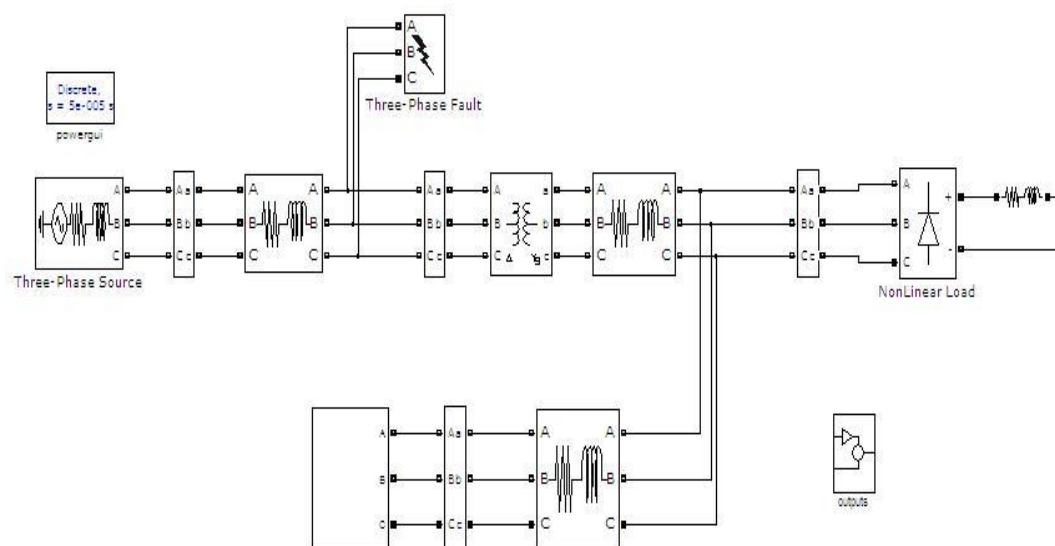 A
B
C
Three-Phase Fault
Discrete,
s = 5e-005 s
powergui
A
B
C
Three-Phase Source
Aa
Bb
Cc
A A
B B
C C
Aa
Bb
Cc
A a
B b
C c
A A
B B
C C
Aa
Bb
Cc
A
B
C
+
-
NonLinear Load
A
B
C
Aa
Bb
Cc
A A
B B
C C
outputs